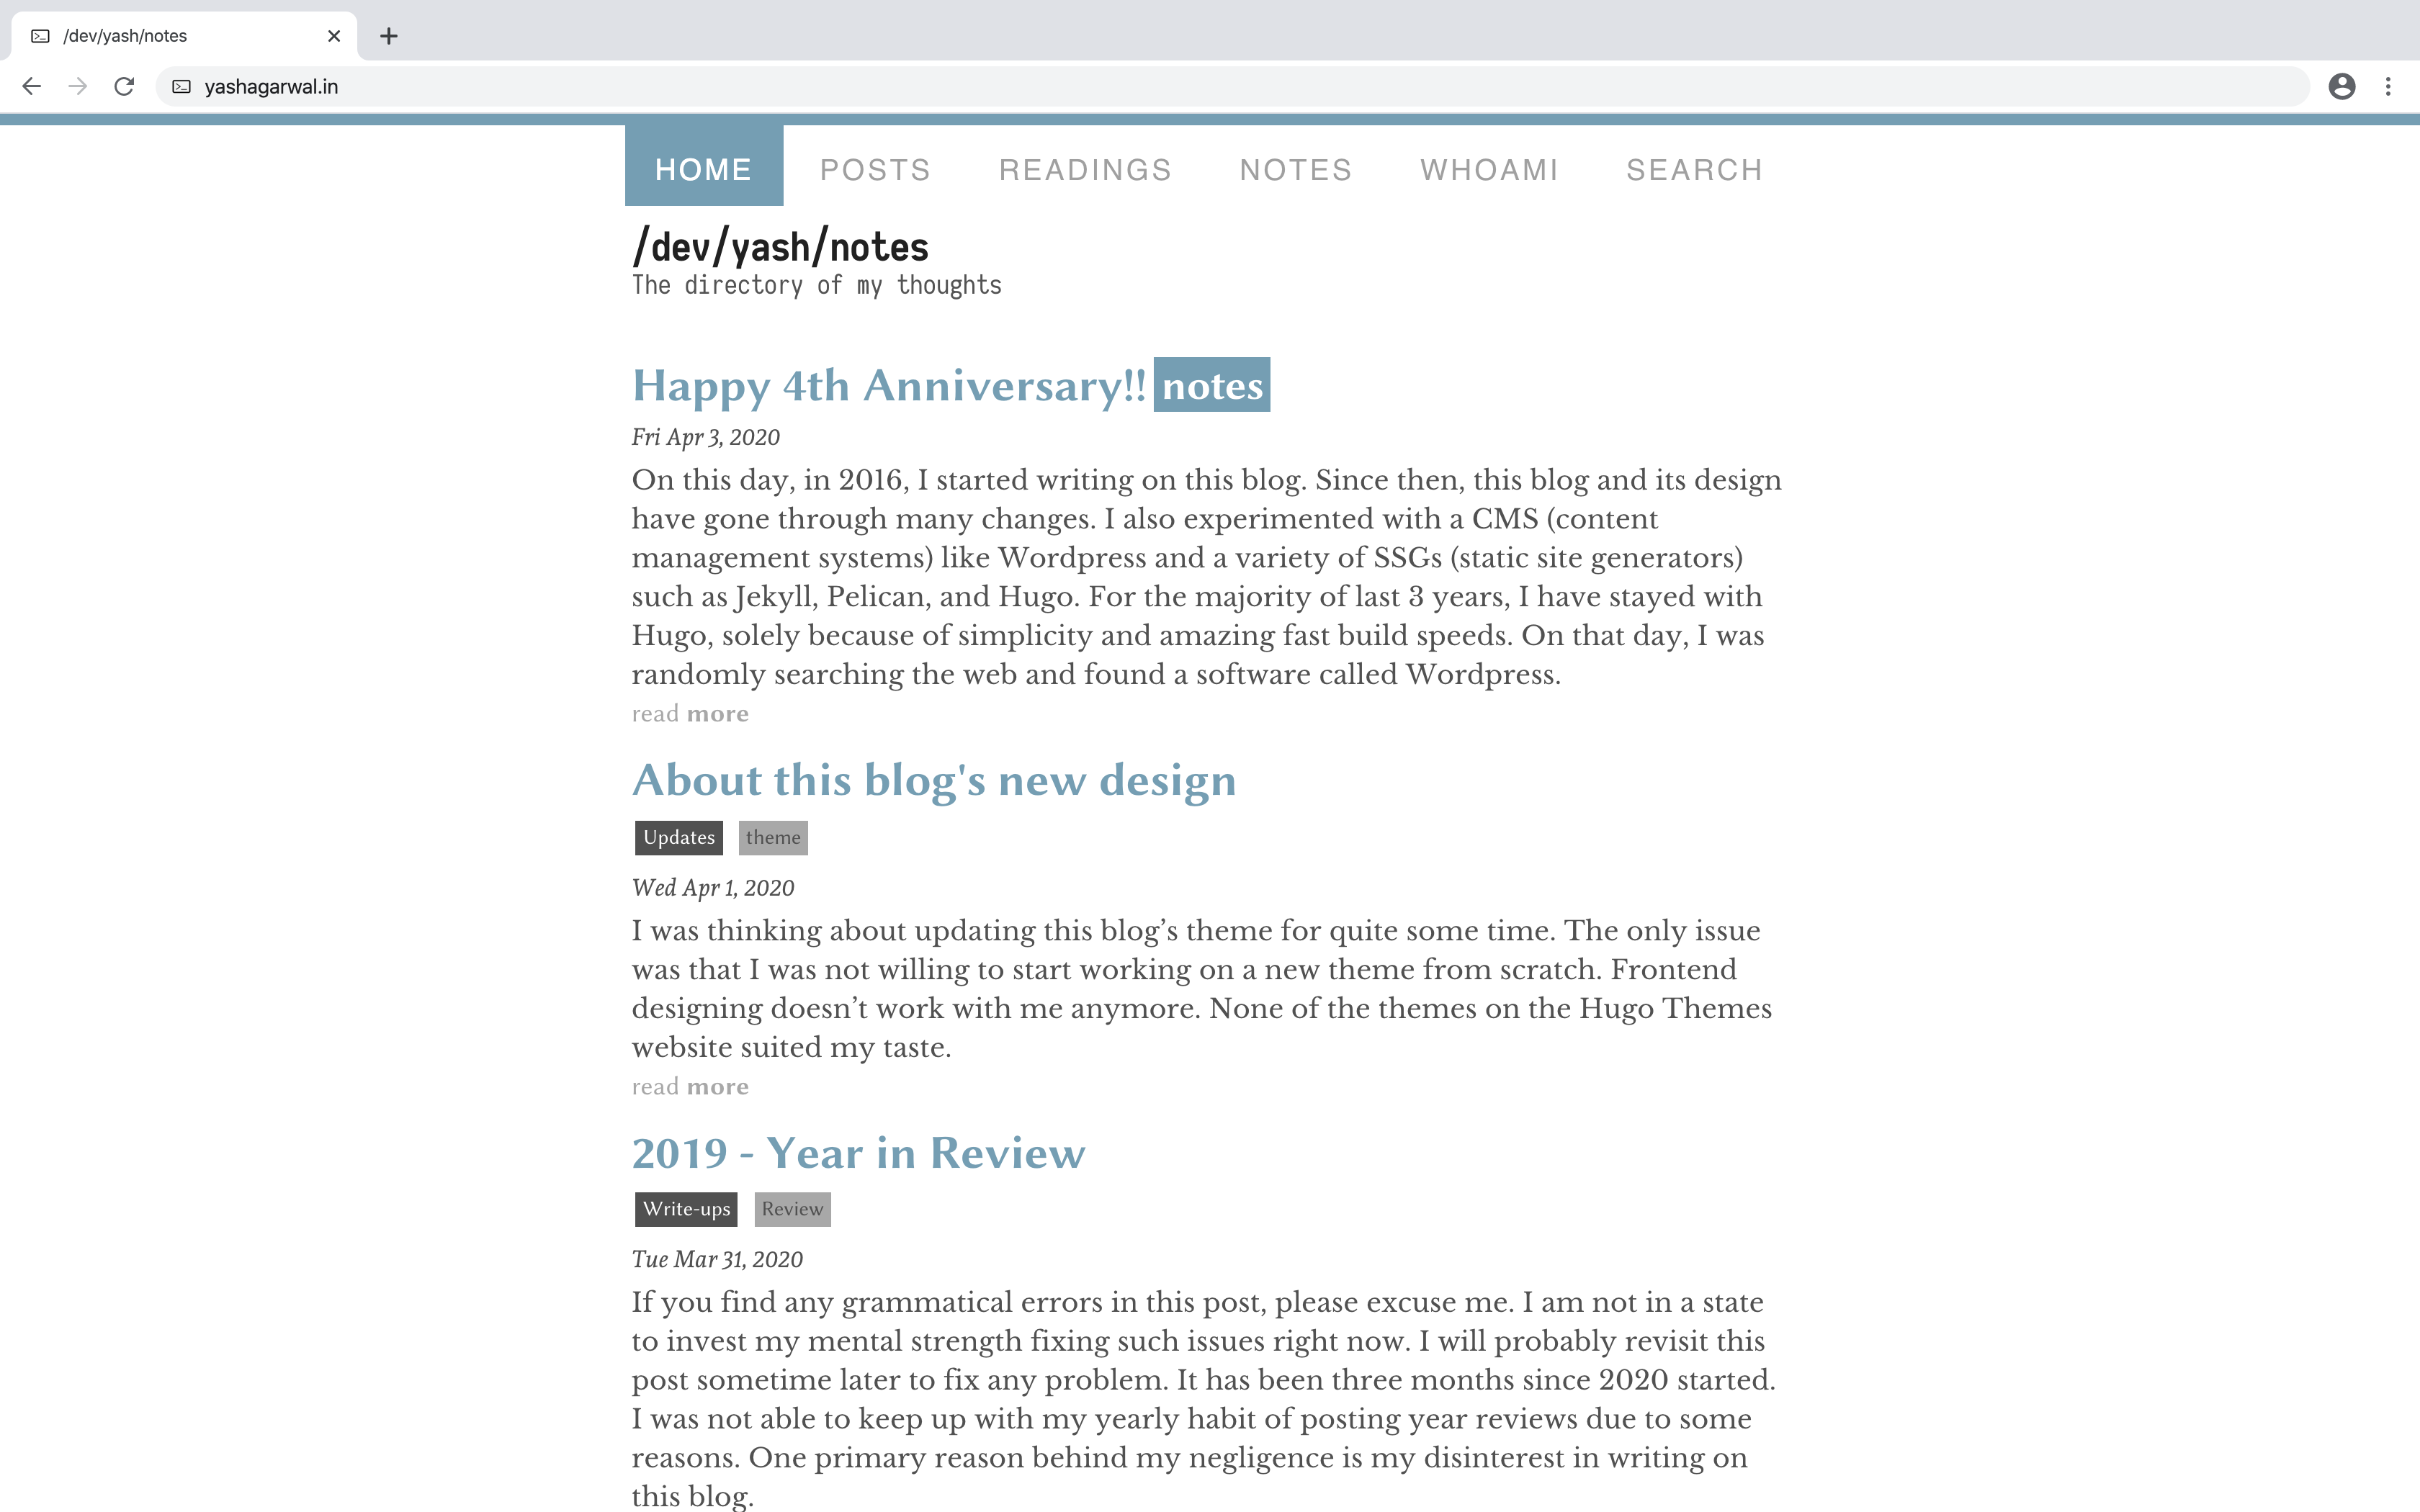 /dev/yash/notes
yashagarwal.in
HOME POSTS READINGS NOTES WHOAMI SEARCH
/dev/yash/notes
The directory of my thoughts
Happy 4th Anniversary!! notes
Fri Apr 3, 2020
On this day, in 2016, I started writing on this blog. Since then, this blog and its design
have gone through many changes. I also experimented with a CMS (content
management systems) like Wordpress and a variety of SSGs (static site generators)
such as Jekyll, Pelican, and Hugo. For the majority of last 3 years, I have stayed with
Hugo, solely because of simplicity and amazing fast build speeds. On that day, I was
randomly searching the web and found a software called Wordpress.
read more
About this blog's new design
Updates theme
Wed Apr 1, 2020
I was thinking about updating this blog’s theme for quite some time. The only issue
was that I was not willing to start working on a new theme from scratch. Frontend
designing doesn’t work with me anymore. None of the themes on the Hugo Themes
website suited my taste.
read more
2019 - Year in Review
Write-ups Review
Tue Mar 31, 2020
If you find any grammatical errors in this post, please excuse me. I am not in a state
to invest my mental strength fixing such issues right now. I will probably revisit this
post sometime later to fix any problem. It has been three months since 2020 started.
I was not able to keep up with my yearly habit of posting year reviews due to some
reasons. One primary reason behind my negligence is my disinterest in writing on
this blog.